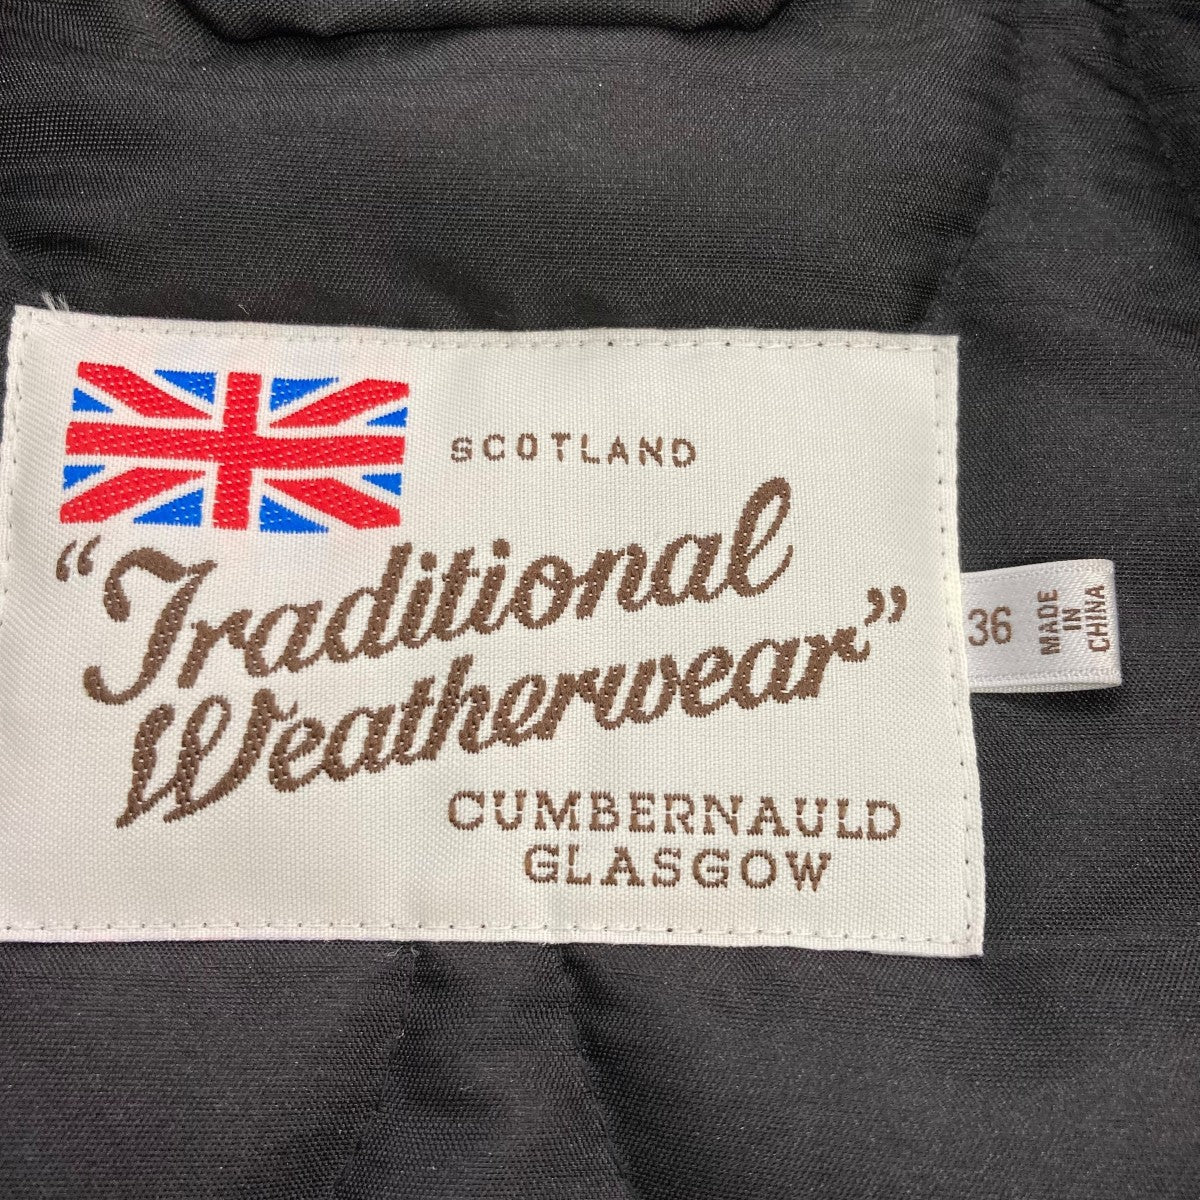 SCOTLAND
“Traditional
Weatherwear”
CUMBERNAULD
GLASGOW
36
MADE
IN
CHINA